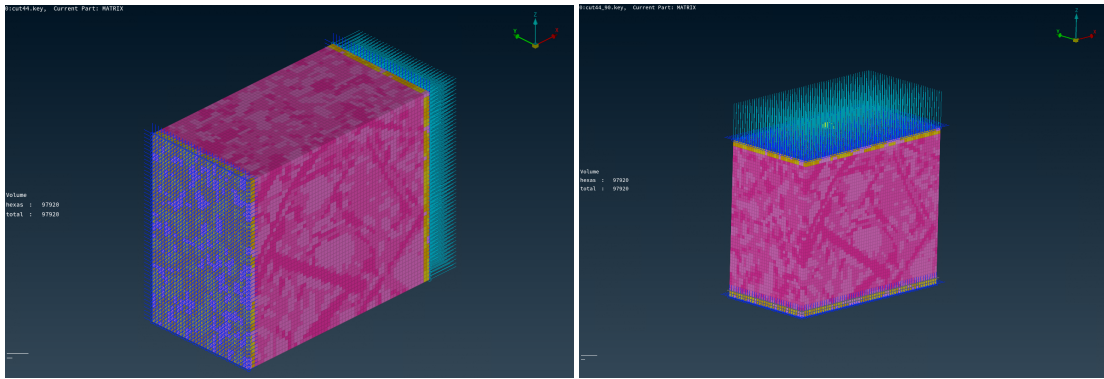 0:cut44.key, Current Part: MATRIX
Z
Y
X
Volume
hexas : 97920
total : 97920
0:cut44_90.key, Current Part: MATRIX
Z
Y
X
Volume
hexas : 97920
total : 97920